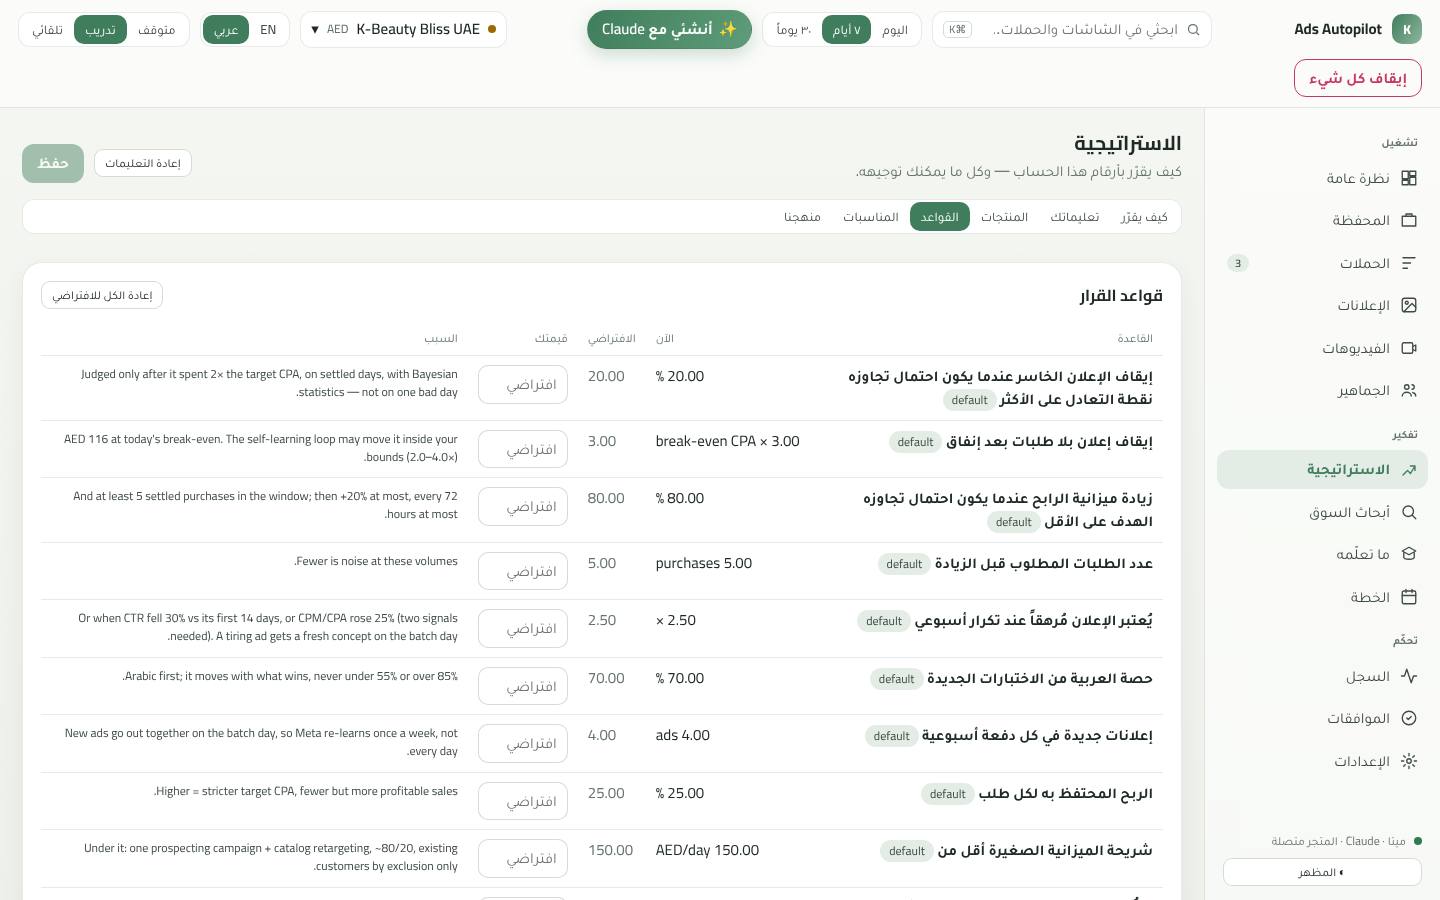 K
Ads Autopilot
ابحثي في الشاشات والحملات..
⌘K
اليوم
٧ أيام
٣٠ يوماً
✨ أنشئي مع Claude
K-Beauty Bliss UAE AED ▼
EN
عربي
متوقف
تدريب
تلقائي
إيقاف كل شيء
تشغيل
نظرة عامة
المحفظة
الحملات 3
الإعلانات
الفيديوهات
الجماهير
تفكير
الاستراتيجية
أبحاث السوق
ما تعلّمه
الخطة
تحكّم
السجل
الموافقات
الإعدادات
ميتا · Claude · المتجر متصلة
المظهر
الاستراتيجية
كيف يقرّر بأرقام هذا الحساب — وكل ما يمكنك توجيهه.
إعادة التعليمات
حفظ
كيف يقرّر
تعليماتك
المنتجات
القواعد
المناسبات
منهجنا
قواعد القرار
إعادة الكل للافتراضي
القاعدة الآن الافتراضي قيمتك السبب
إيقاف الإعلان الخاسر عندما يكون احتمال تجاوزه
نقطة التعادل على الأكثر default
% 20.00
20.00
افتراضي
Judged only after it spent 2× the target CPA, on settled days, with Bayesian
statistics — not on one bad day.
إيقاف إعلان بلا طلبات بعد إنفاق default
break-even CPA × 3.00
3.00
افتراضي
AED 116 at today's break-even. The self-learning loop may move it inside your
bounds (2.0–4.0×).
زيادة ميزانية الرابح عندما يكون احتمال تجاوزه
الهدف على الأقل default
% 80.00
80.00
افتراضي
And at least 5 settled purchases in the window; then +20% at most, every 72
hours at most.
عدد الطلبات المطلوب قبل الزيادة default
purchases 5.00
5.00
افتراضي
Fewer is noise at these volumes.
يُعتبر الإعلان مُرهقاً عند تكرار أسبوعي default
× 2.50
2.50
افتراضي
Or when CTR fell 30% vs its first 14 days, or CPM/CPA rose 25% (two signals
needed). A tiring ad gets a fresh concept on the batch day.
حصة العربية من الاختبارات الجديدة default
% 70.00
70.00
افتراضي
Arabic first; it moves with what wins, never under 55% or over 85%.
إعلانات جديدة في كل دفعة أسبوعية default
ads 4.00
4.00
افتراضي
New ads go out together on the batch day, so Meta re-learns once a week, not
every day.
الربح المحتفظ به لكل طلب default
% 25.00
25.00
افتراضي
Higher = stricter target CPA, fewer but more profitable sales.
شريحة الميزانية الصغيرة أقل من default
AED/day 150.00
150.00
افتراضي
Under it: one prospecting campaign + catalog retargeting, ~80/20, existing
customers by exclusion only.